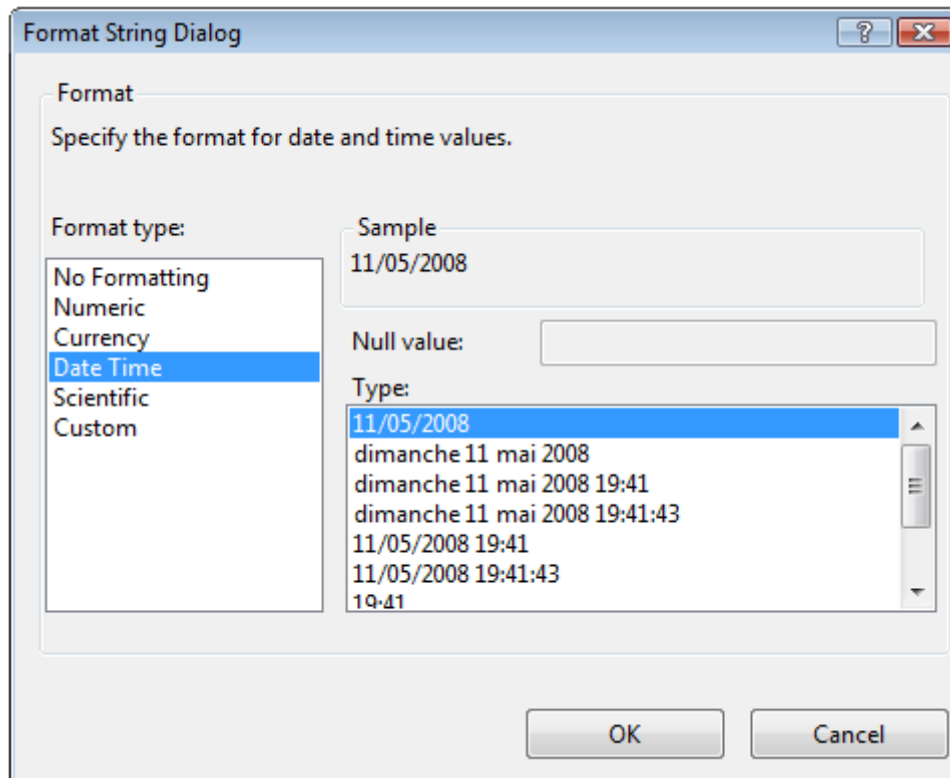 Format String Dialog
Format
Specify the format for date and time values.
Format type:
No Formatting
Numeric
Currency
Date Time
Scientific
Custom
Sample
11/05/2008
Null value:
Type:
11/05/2008
dimanche 11 mai 2008
dimanche 11 mai 2008 19:41
dimanche 11 mai 2008 19:41:43
11/05/2008 19:41
11/05/2008 19:41:43
19:41
OK
Cancel